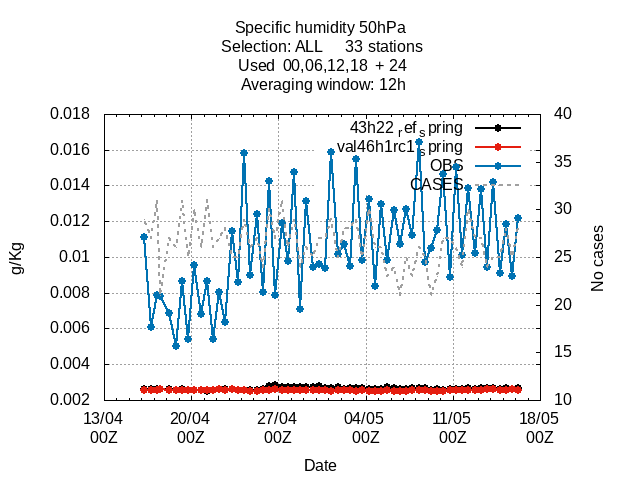 Specific humidity 50hPa
Selection: ALL 33 stations
Used 00,06,12,18 + 24
Averaging window: 12h
43h22refspring
val46h1rc1spring
OBS
CASES
0.018
0.016
0.014
0.012
0.01
0.008
0.006
0.004
0.002
g/Kg
40
35
30
25
20
15
10
No cases
13/04 20/04 27/04 04/05 11/05 18/05
00Z 00Z 00Z 00Z 00Z 00Z
Date